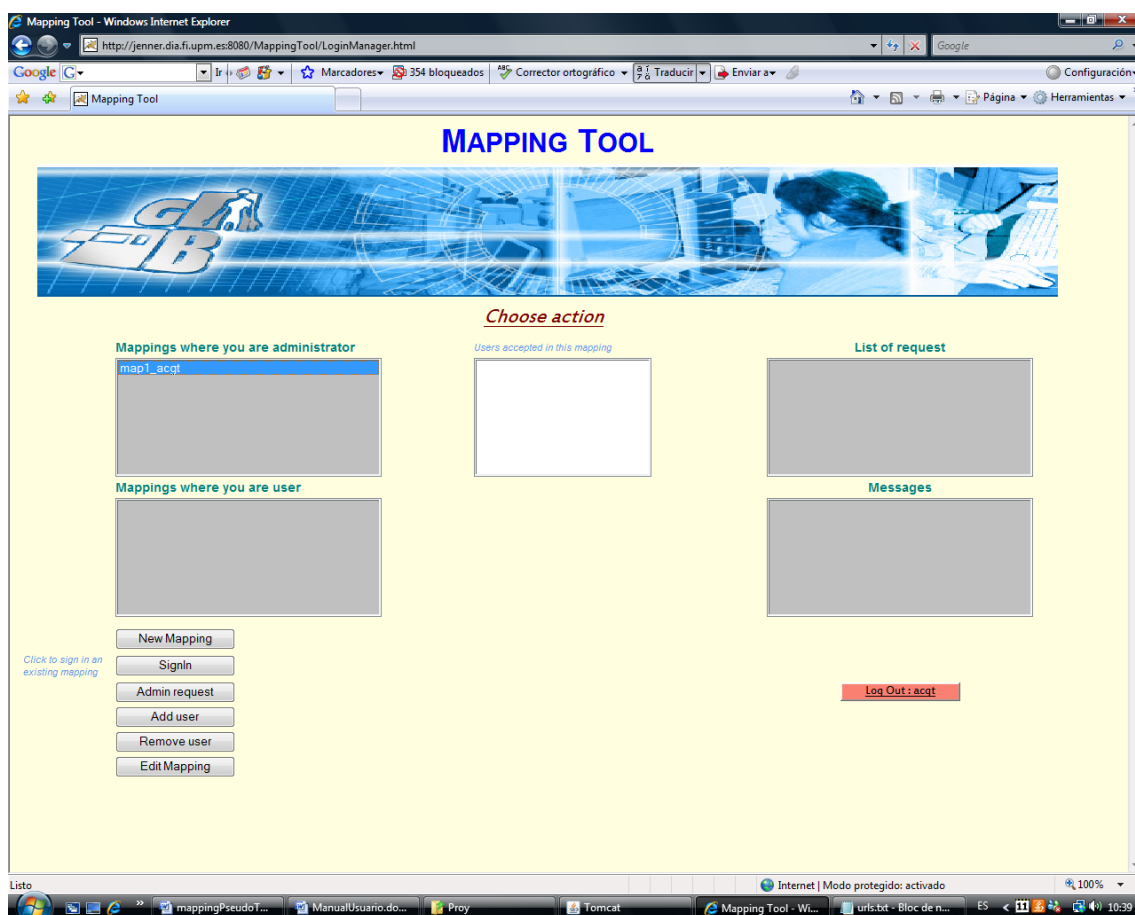 Mapping Tool - Windows Internet Explorer
http://jenner.dia.fi.upm.es:8080/MappingTool/LoginManager.html
Google
Google G Ir Marcadores 354 bloqueados Corrector ortográfico Traducir Enviar a Configuración
Mapping Tool Página Herramientas
MAPPING TOOL
GIB
Choose action
Mappings where you are administrator Users accepted in this mapping List of request
map1_acgt
Mappings where you are user Messages
New Mapping
Click to sign in an
existing mapping
SignIn
Admin request
Log Out : acgt
Add user
Remove user
Edit Mapping
Listo Internet | Modo protegido: activado 100%
mappingPseudoT... ManualUsuario.do... Proy Tomcat Mapping Tool - Wi... urls.txt - Bloc de n... ES 10:39